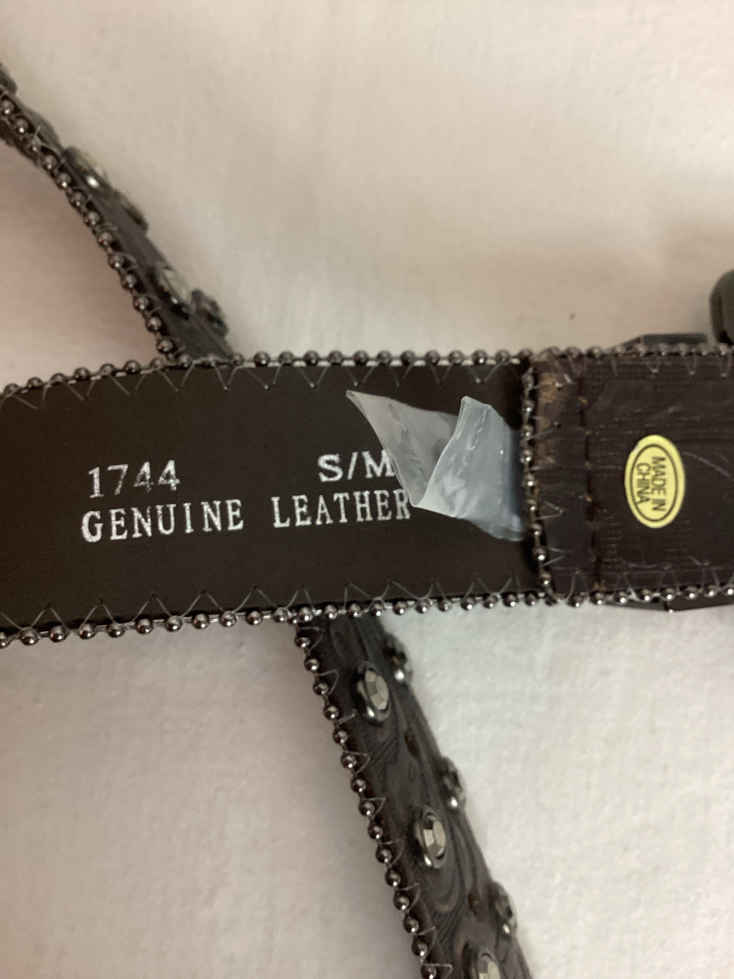 1744 S/M
GENUINE LEATHER
MADE IN
CHINA